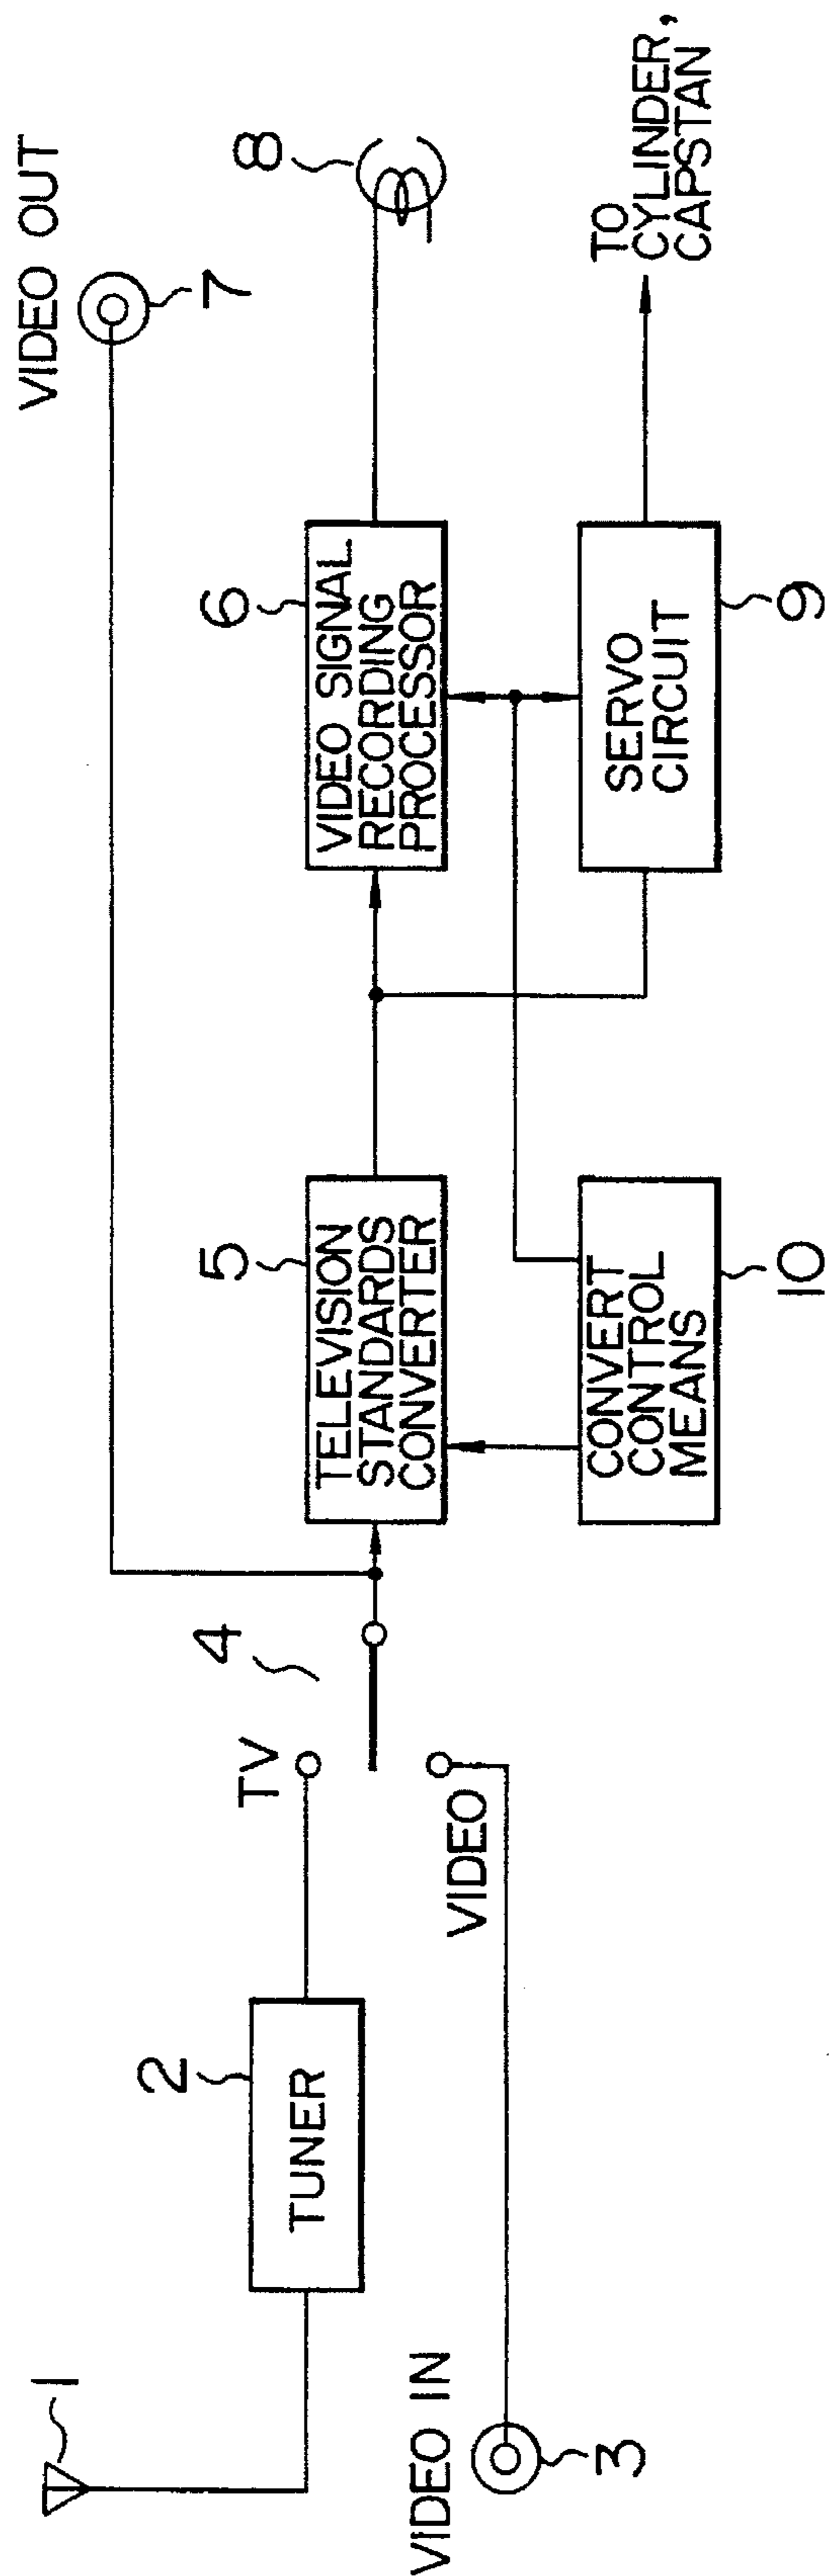 1
2
TUNER
VIDEO IN
3
TV
VIDEO
4
5
TELEVISION
STANDARDS
CONVERTER
CONVERT
CONTROL
MEANS
10
6
VIDEO SIGNAL
RECORDING
PROCESSOR
SERVO
CIRCUIT
9
VIDEO OUT
7
8
TO
CYLINDER,
CAPSTAN